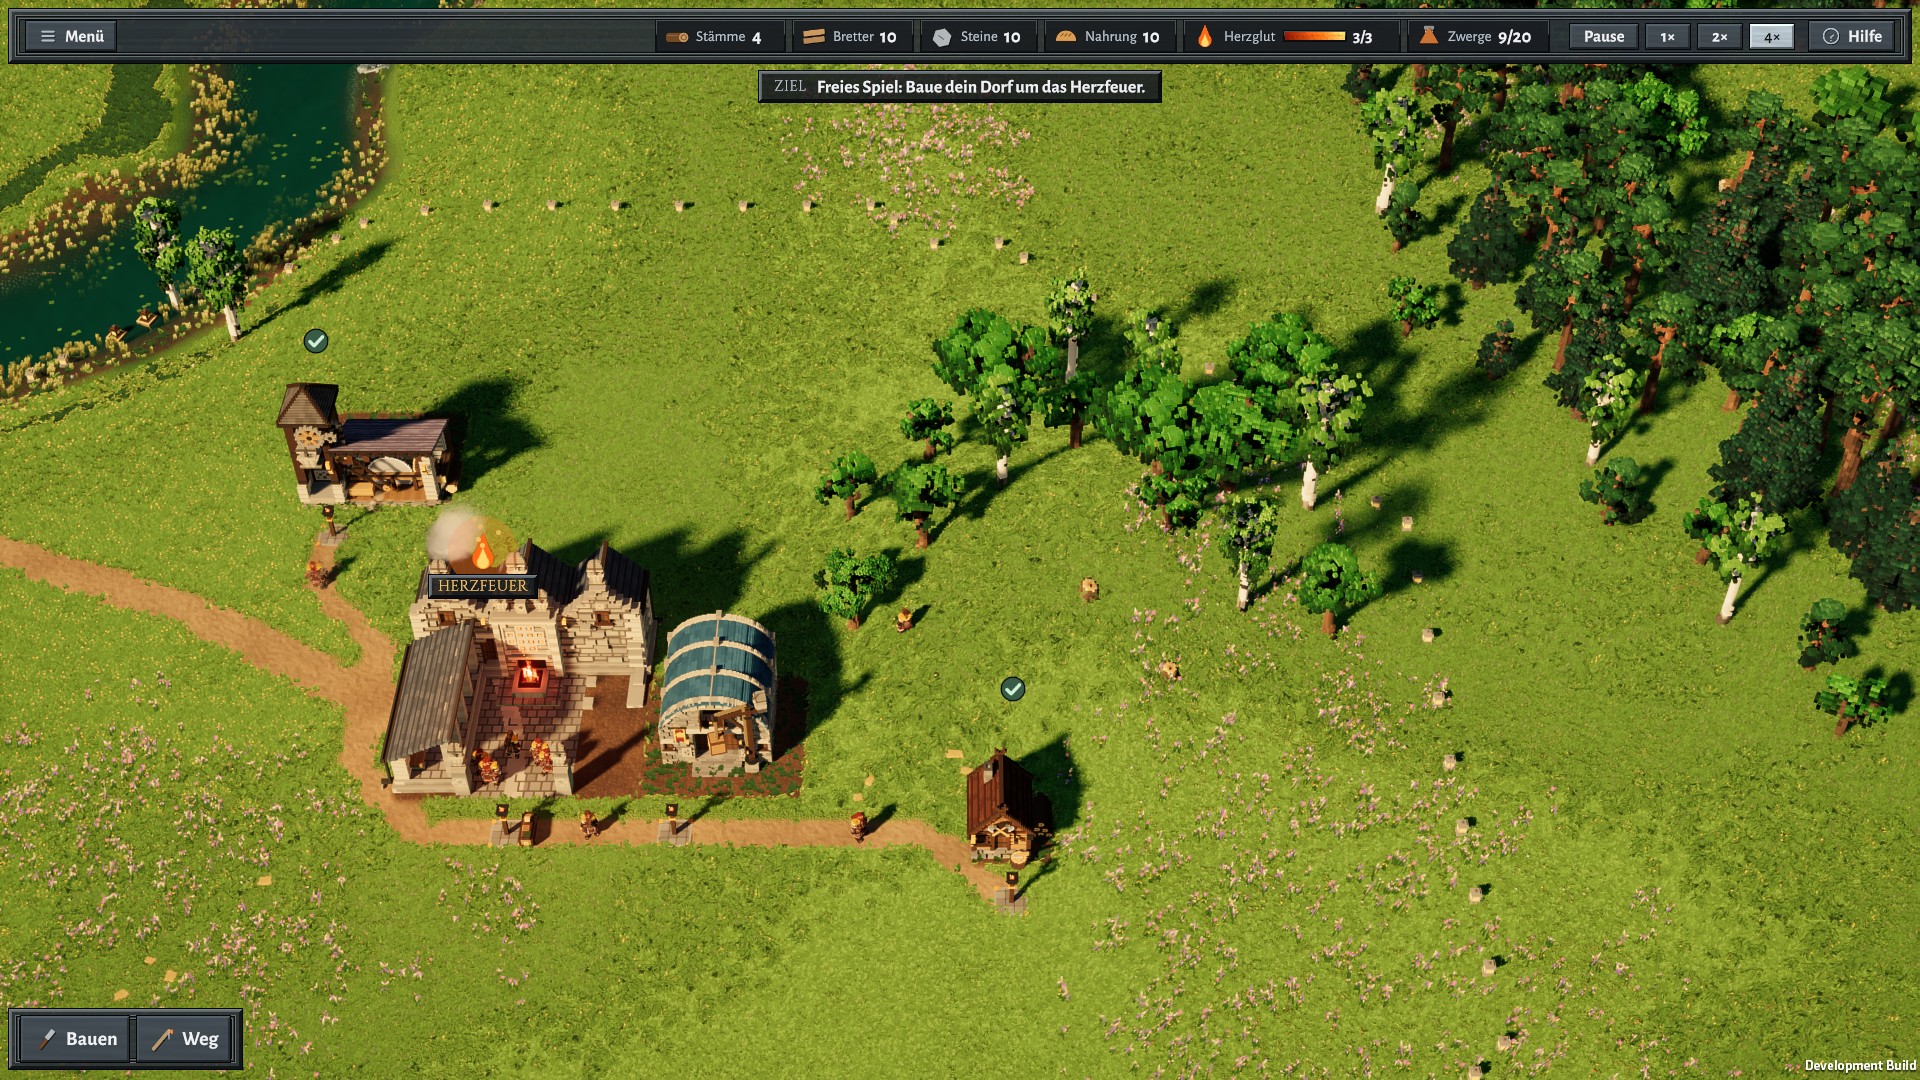 Menü
Stämme 4
Bretter 10
Steine 10
Nahrung 10
Herzglut 3/3
Zwerge 9/20
Pause
1×
2×
4×
Hilfe
ZIEL Freies Spiel: Baue dein Dorf um das Herzfeuer.
HERZFEUER
Bauen
Weg
Development Build